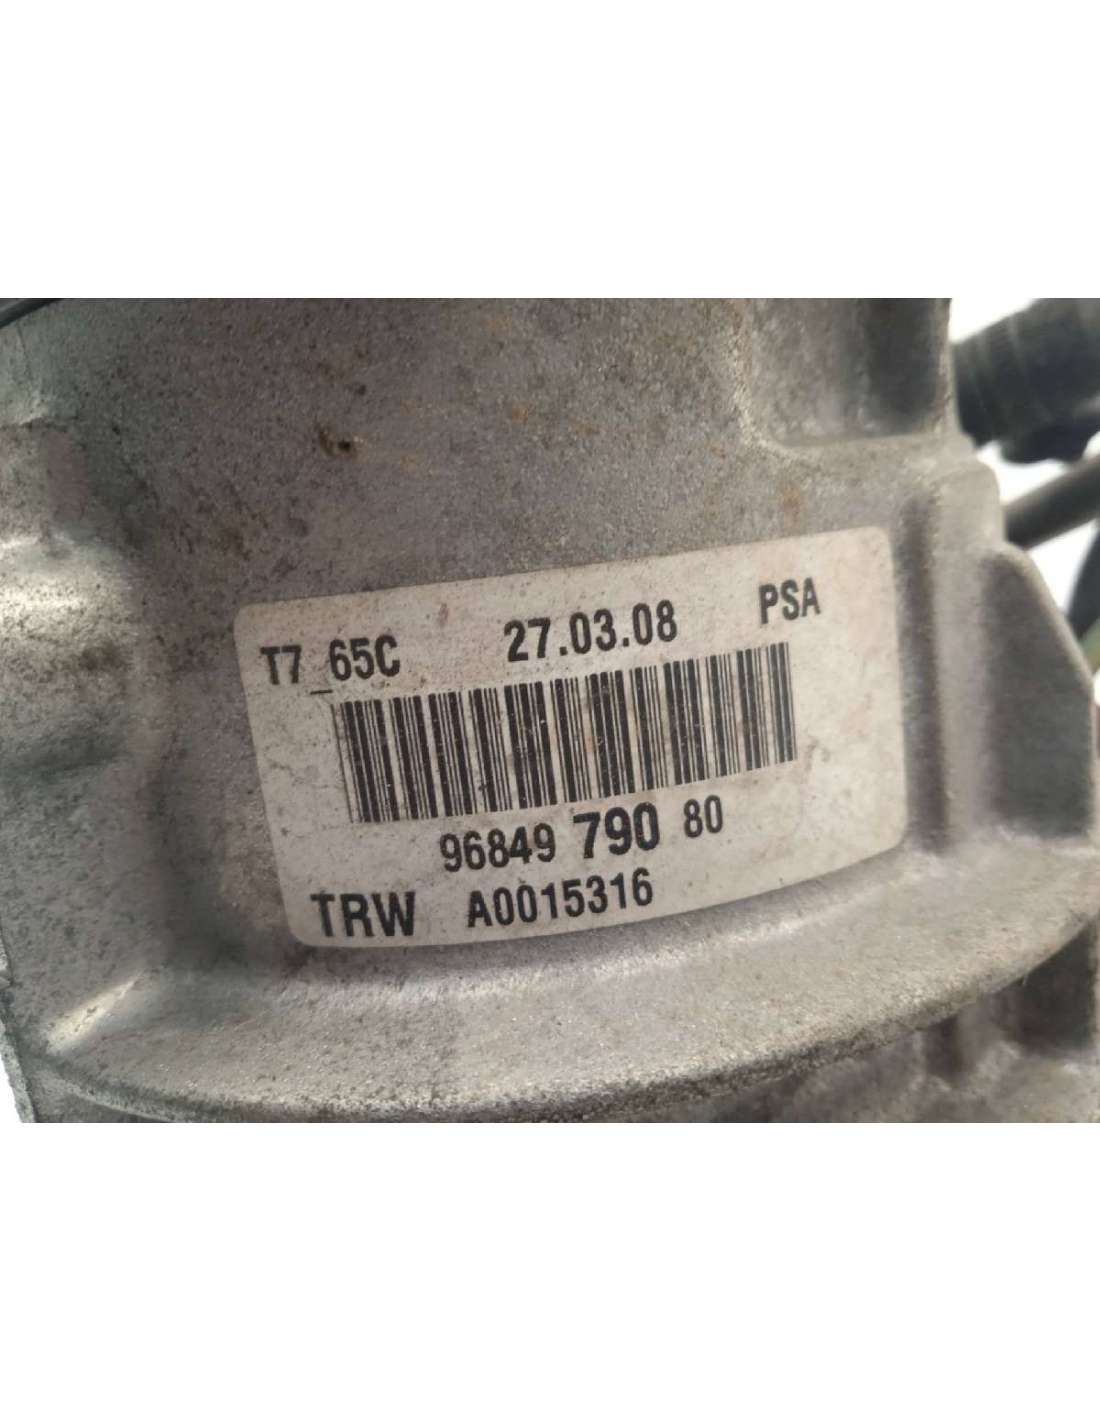 T7_65C 27.03.08 PSA
96849 790 80
TRW A0015316